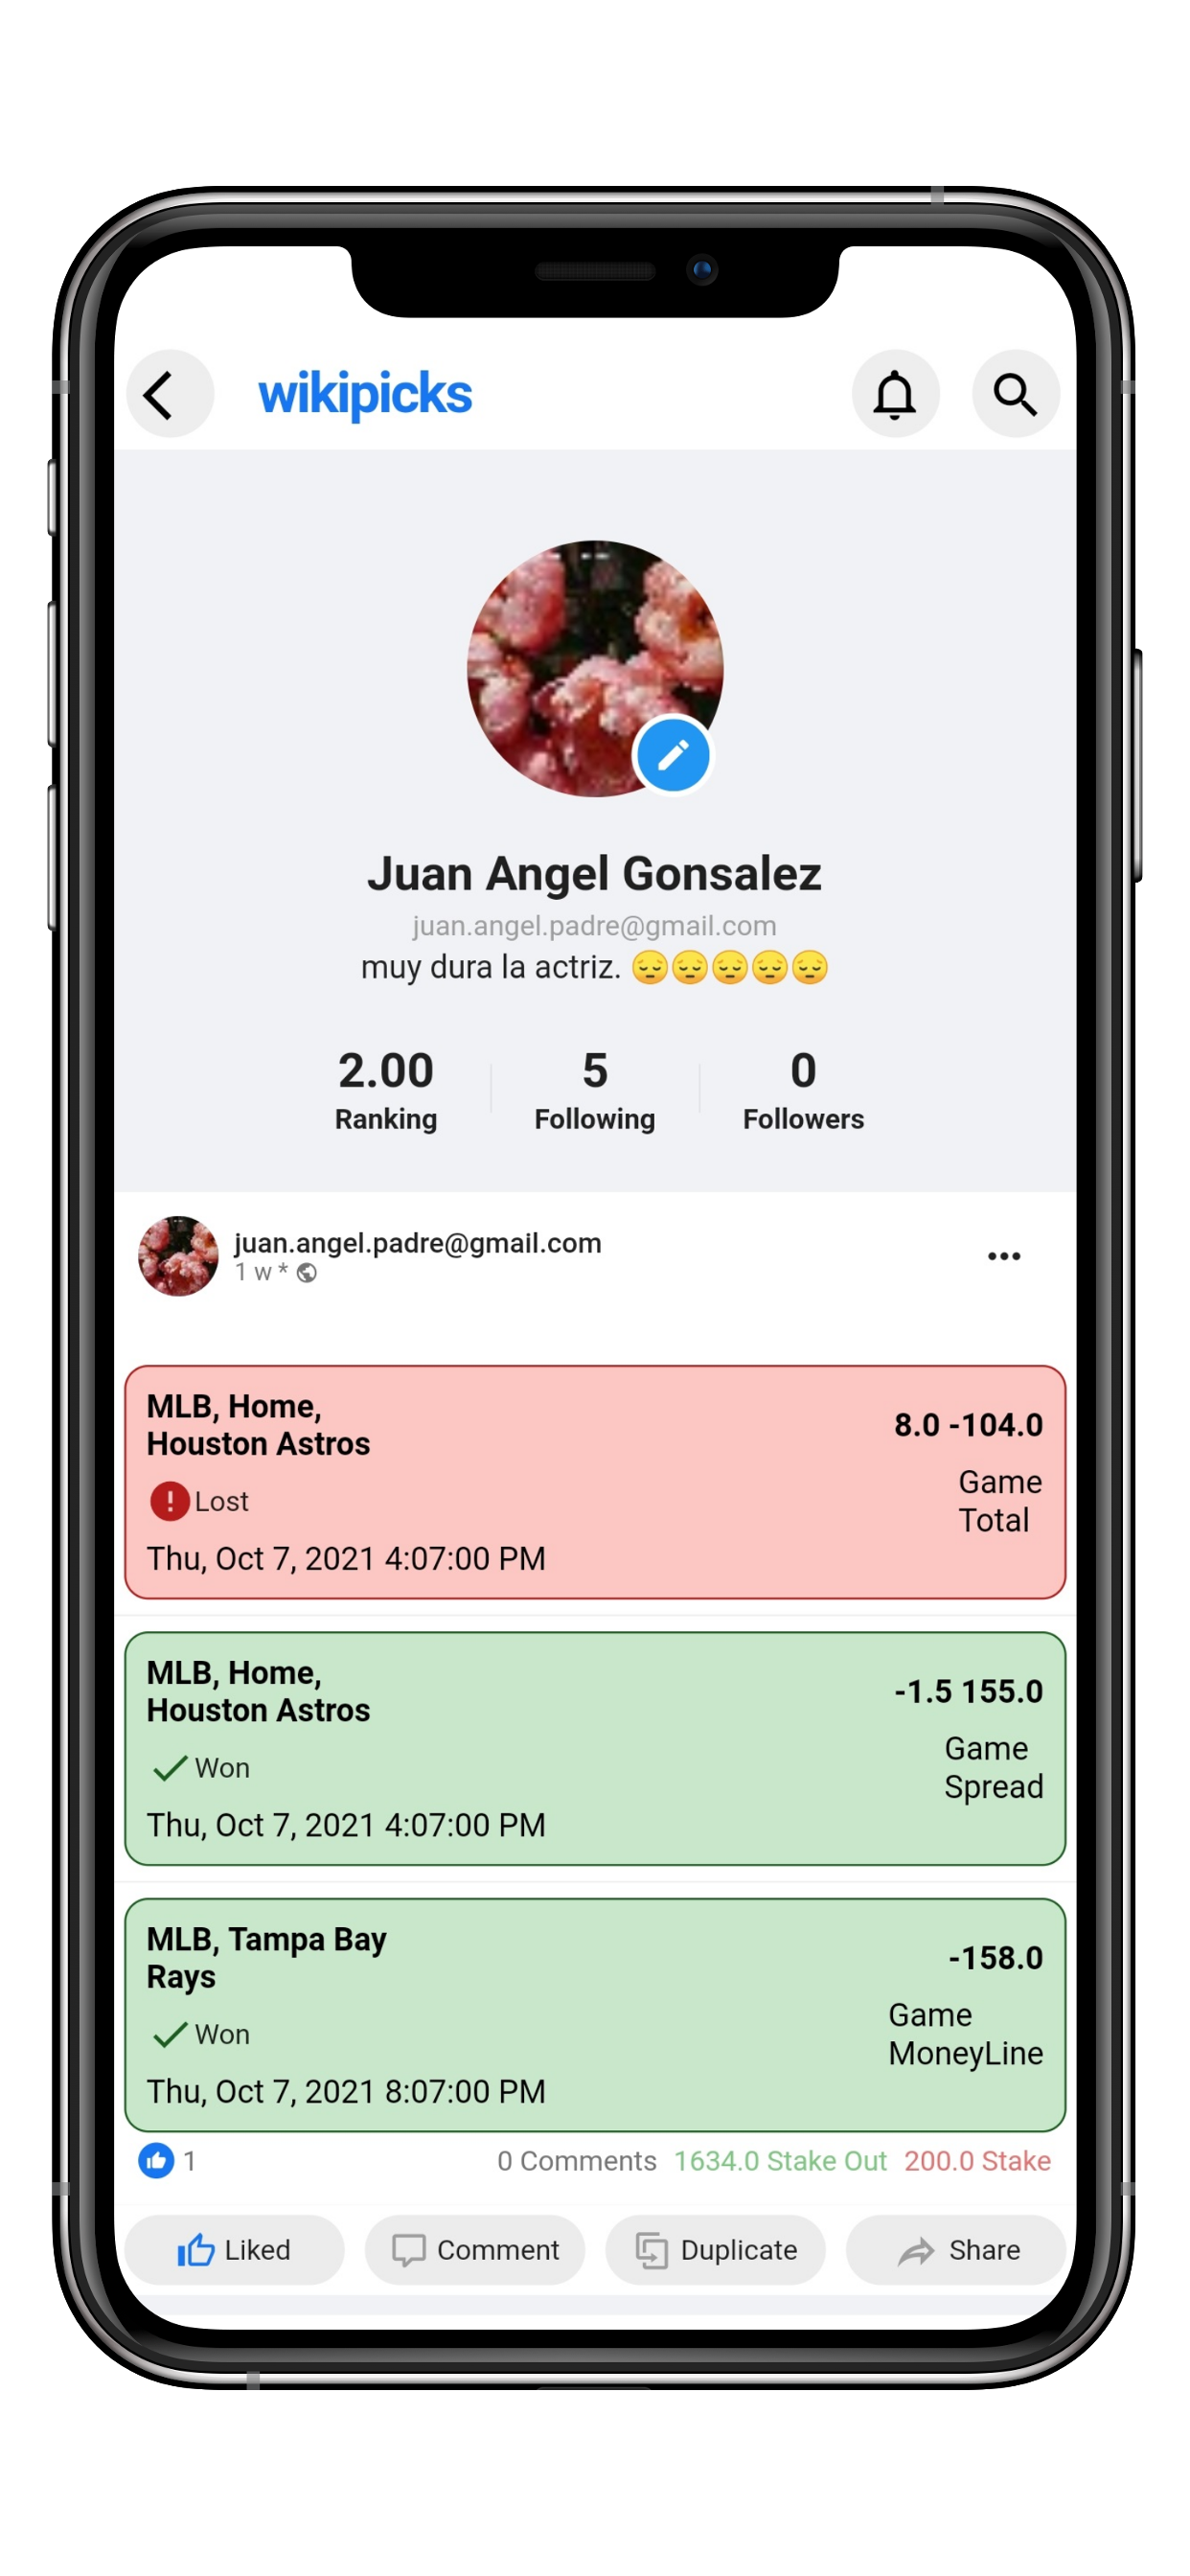 wikipicks
Juan Angel Gonsalez
juan.angel.padre@gmail.com
muy dura la actriz. 😔😔😔😔😔
2.00 5 0
Ranking Following Followers
juan.angel.padre@gmail.com
1 w *
MLB, Home,
Houston Astros
8.0 -104.0
Lost
Game
Total
Thu, Oct 7, 2021 4:07:00 PM
MLB, Home,
Houston Astros
-1.5 155.0
Won
Game
Spread
Thu, Oct 7, 2021 4:07:00 PM
MLB, Tampa Bay
Rays
-158.0
Won
Game
MoneyLine
Thu, Oct 7, 2021 8:07:00 PM
1 0 Comments 1634.0 Stake Out 200.0 Stake
Liked Comment Duplicate Share